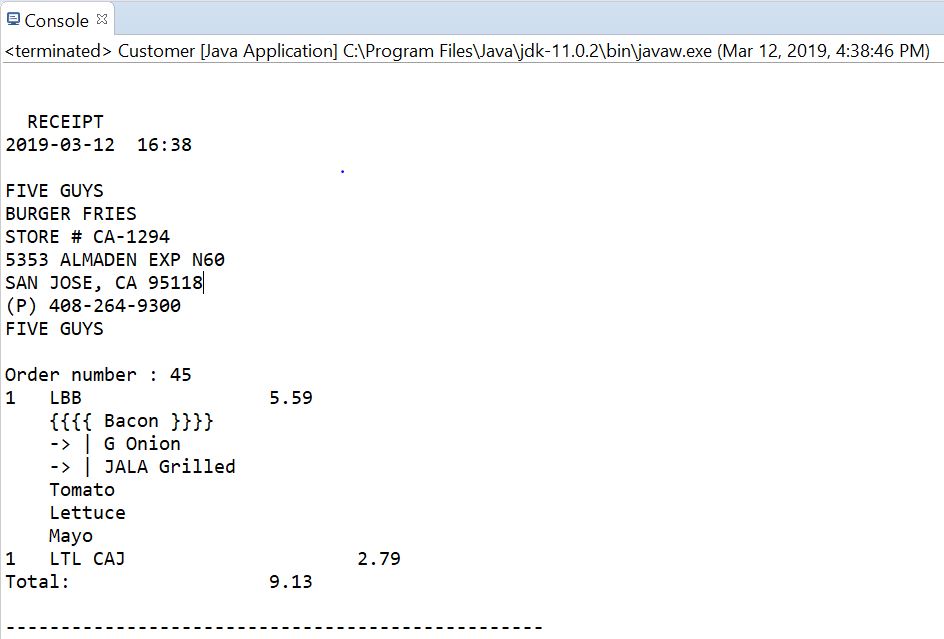 Console
<terminated> Customer [Java Application] C:\Program Files\Java\jdk-11.0.2\bin\javaw.exe (Mar 12, 2019, 4:38:46 PM)
RECEIPT
2019-03-12  16:38
FIVE GUYS
BURGER FRIES
STORE # CA-1294
5353 ALMADEN EXP N60
SAN JOSE, CA 95118
(P) 408-264-9300
FIVE GUYS
Order number : 45
1   LBB                 5.59
    {{{{ Bacon }}}}
    -> | G Onion
    -> | JALA Grilled
    Tomato
    Lettuce
    Mayo
1   LTL CAJ                     2.79
Total:                  9.13
-------------------------------------------------